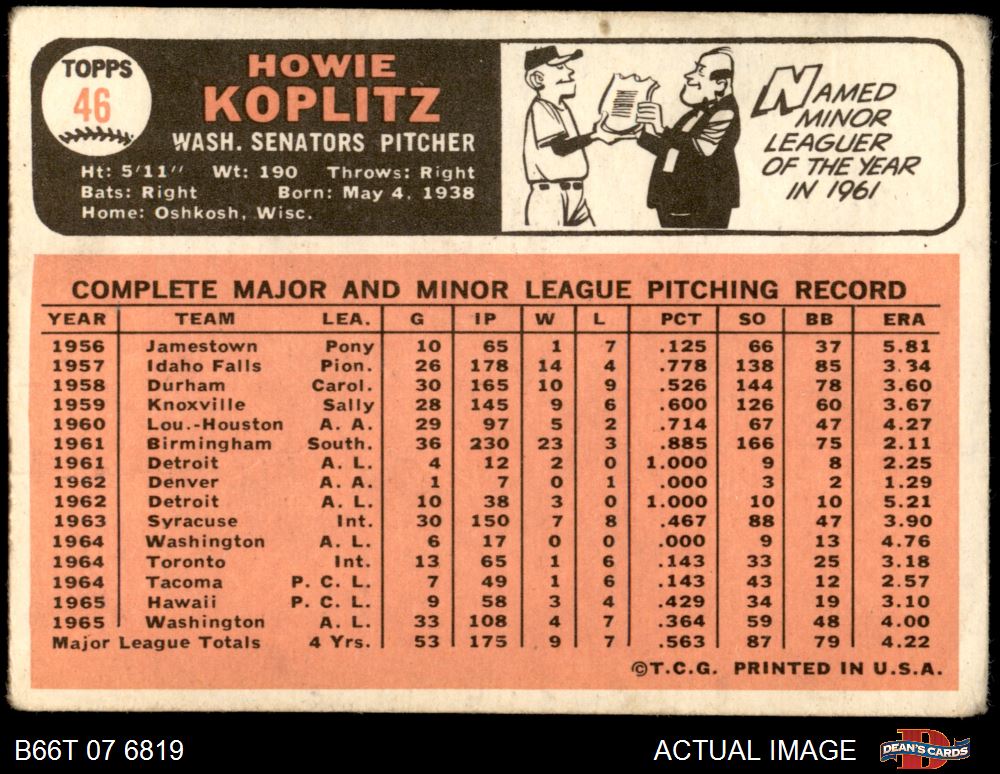 TOPPS
46
HOWIE
KOPLITZ
WASH. SENATORS PITCHER
Ht: 5'11" Wt: 190 Throws: Right
Bats: Right Born: May 4, 1938
Home: Oshkosh, Wisc.
NAMED
MINOR
LEAGUER
OF THE YEAR
IN 1961
COMPLETE MAJOR AND MINOR LEAGUE PITCHING RECORD
YEAR TEAM LEA. G IP W L PCT SO BB ERA
1956 Jamestown Pony 10 65 1 7 .125 66 37 5.81
1957 Idaho Falls Pion. 26 178 14 4 .778 138 85 3.34
1958 Durham Carol. 30 165 10 9 .526 144 78 3.60
1959 Knoxville Sally 28 145 9 6 .600 126 60 3.67
1960 Lou.-Houston A. A. 29 97 5 2 .714 67 47 4.27
1961 Birmingham South. 36 230 23 3 .885 166 75 2.11
1961 Detroit A. L. 4 12 2 0 1.000 9 8 2.25
1962 Denver A. A. 1 7 0 1 .000 3 2 1.29
1962 Detroit A. L. 10 38 3 0 1.000 10 10 5.21
1963 Syracuse Int. 30 150 7 8 .467 88 47 3.90
1964 Washington A. L. 6 17 0 0 .000 9 13 4.76
1964 Toronto Int. 13 65 1 6 .143 33 25 3.18
1964 Tacoma P. C. L. 7 49 1 6 .143 43 12 2.57
1965 Hawaii P. C. L. 9 58 3 4 .429 34 19 3.10
1965 Washington A. L. 33 108 4 7 .364 59 48 4.00
Major League Totals 4 Yrs. 53 175 9 7 .563 87 79 4.22
©T.C.G. PRINTED IN U.S.A.
B66T 07 6819 ACTUAL IMAGE DEAN'S CARDS